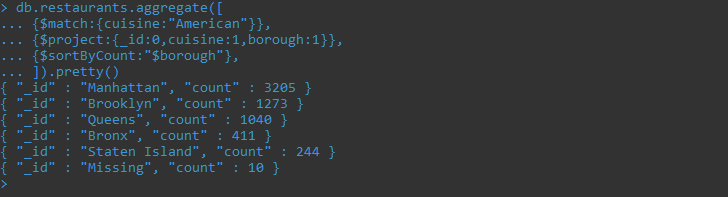 > db.restaurants.aggregate([
... {$match:{cuisine:"American"}},
... {$project:{_id:0,cuisine:1,borough:1}},
... {$sortByCount:"$borough"},
... ]).pretty()
{ "_id" : "Manhattan", "count" : 3205 }
{ "_id" : "Brooklyn", "count" : 1273 }
{ "_id" : "Queens", "count" : 1040 }
{ "_id" : "Bronx", "count" : 411 }
{ "_id" : "Staten Island", "count" : 244 }
{ "_id" : "Missing", "count" : 10 }
>